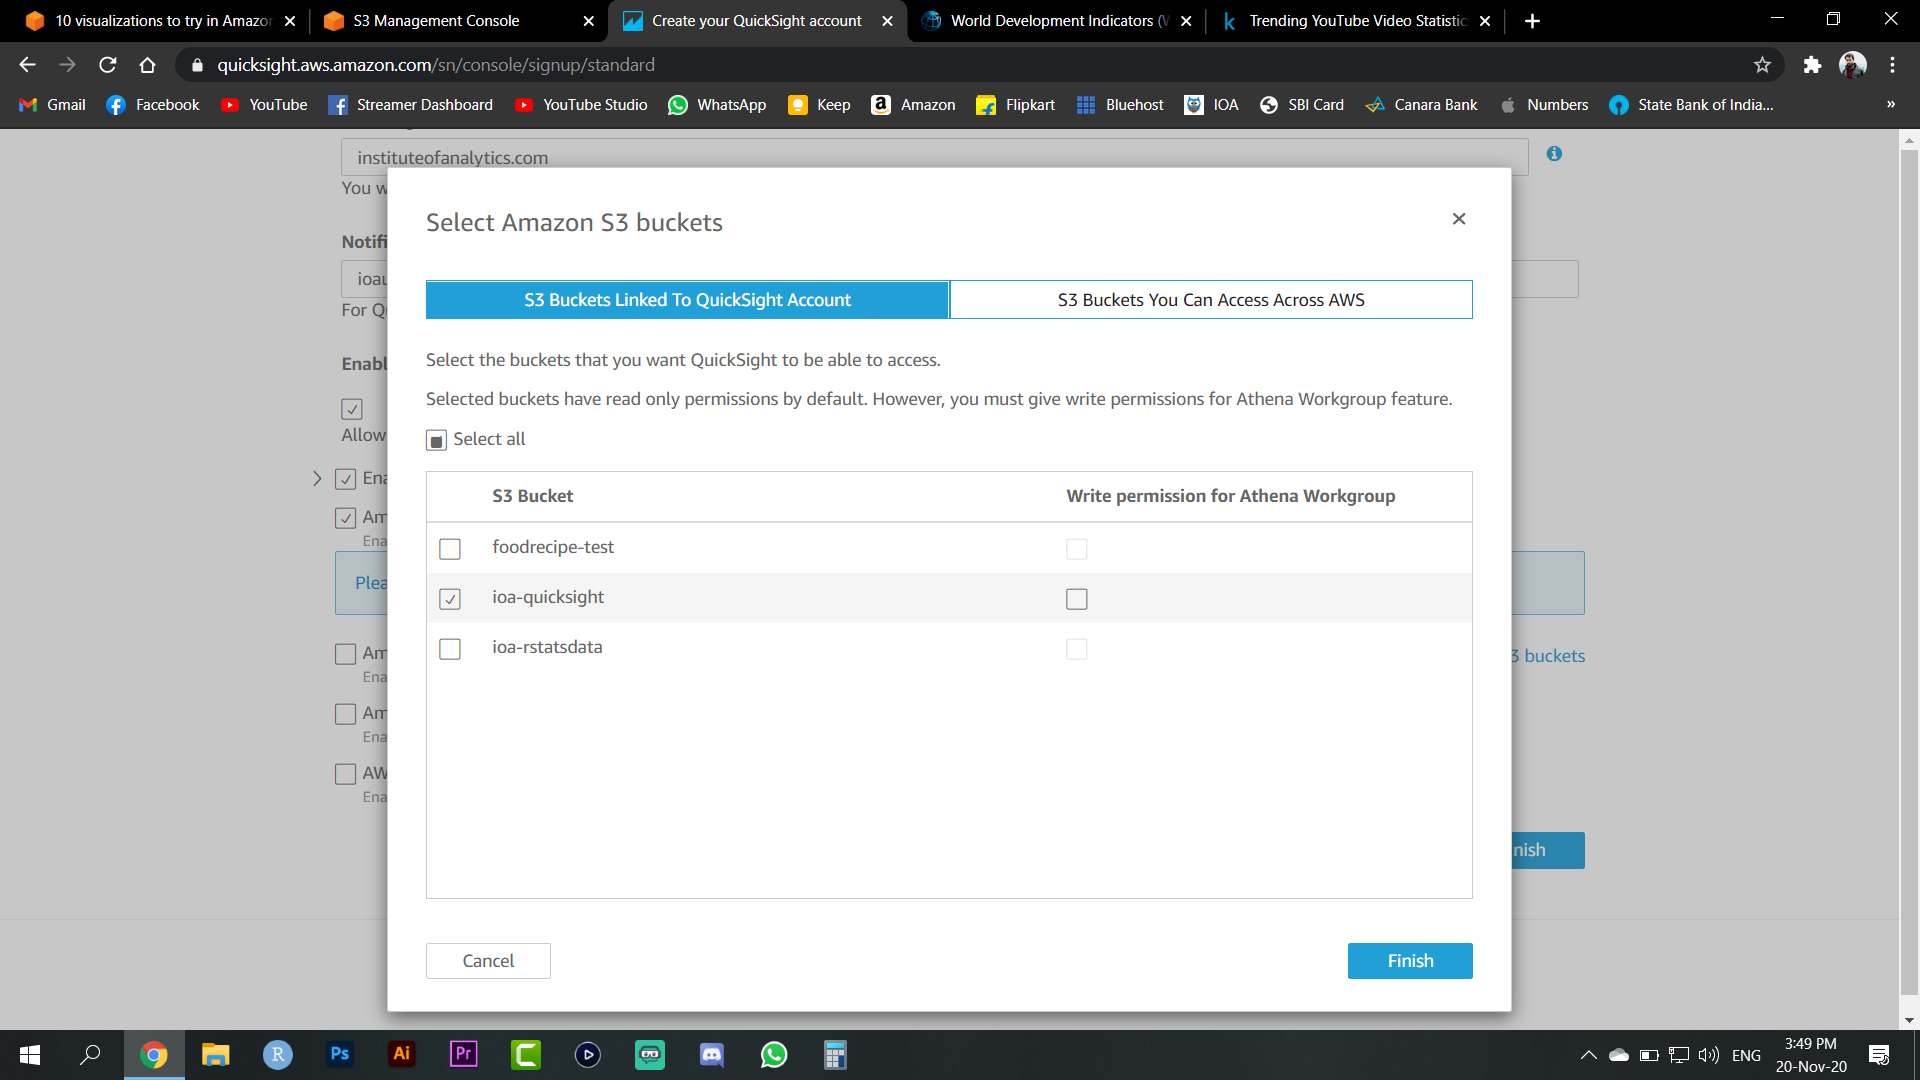 10 visualizations to try in Amazon
S3 Management Console
Create your QuickSight account
World Development Indicators (
Trending YouTube Video Statistic
quicksight.aws.amazon.com/sn/console/signup/standard
Gmail
Facebook
YouTube
Streamer Dashboard
YouTube Studio
WhatsApp
Keep
Amazon
Flipkart
Bluehost
IOA
SBI Card
Canara Bank
Numbers
State Bank of India...
»
instituteofanalytics.com
You w
Notifi
ioau
For Q
Enabl
Allow
Ena
Am
Ena
Plea
Am
Ena
Am
Ena
AW
Ena
3 buckets
nish
Select Amazon S3 buckets
S3 Buckets Linked To QuickSight Account
S3 Buckets You Can Access Across AWS
Select the buckets that you want QuickSight to be able to access.
Selected buckets have read only permissions by default. However, you must give write permissions for Athena Workgroup feature.
Select all
S3 Bucket
Write permission for Athena Workgroup
foodrecipe-test
ioa-quicksight
ioa-rstatsdata
Cancel
Finish
R
Ps
Ai
Pr
ENG
3:49 PM
20-Nov-20